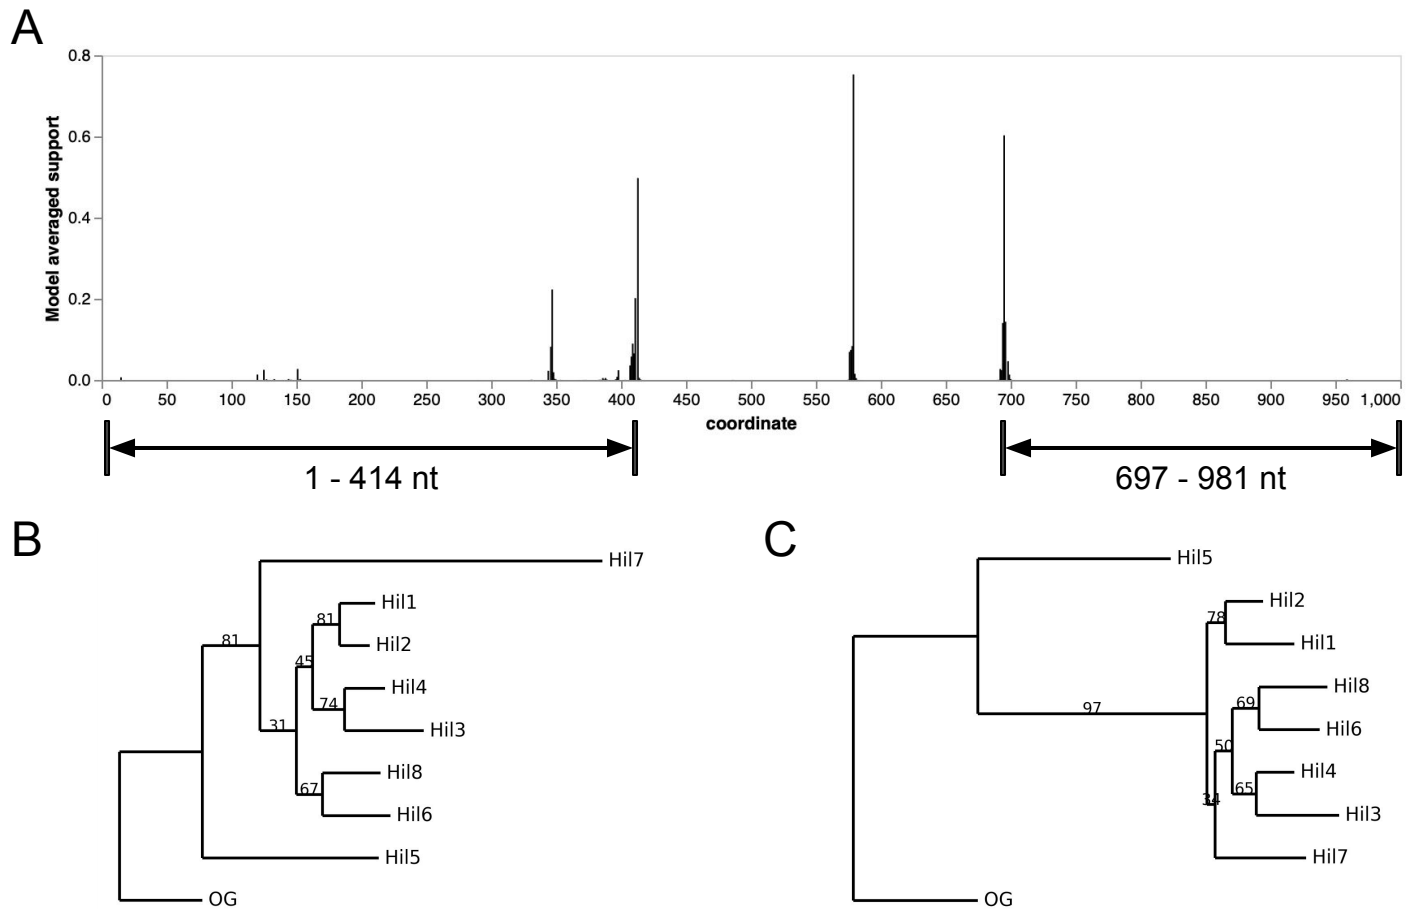 A
0.8
0.6
0.4
0.2
0.0
Model averaged support
0 50 100 150 200 250 300 350 400 450 500 550 600 650 700 750 800 850 900 950 1,000
coordinate
1 - 414 nt
697 - 981 nt
B
Hil7
81
Hil1
81
Hil2
45
Hil4
74
Hil3
31
Hil8
67
Hil6
Hil5
OG
C
Hil5
Hil2
78
Hil1
97
Hil8
69
Hil6
50
Hil4
65
34
Hil3
Hil7
OG